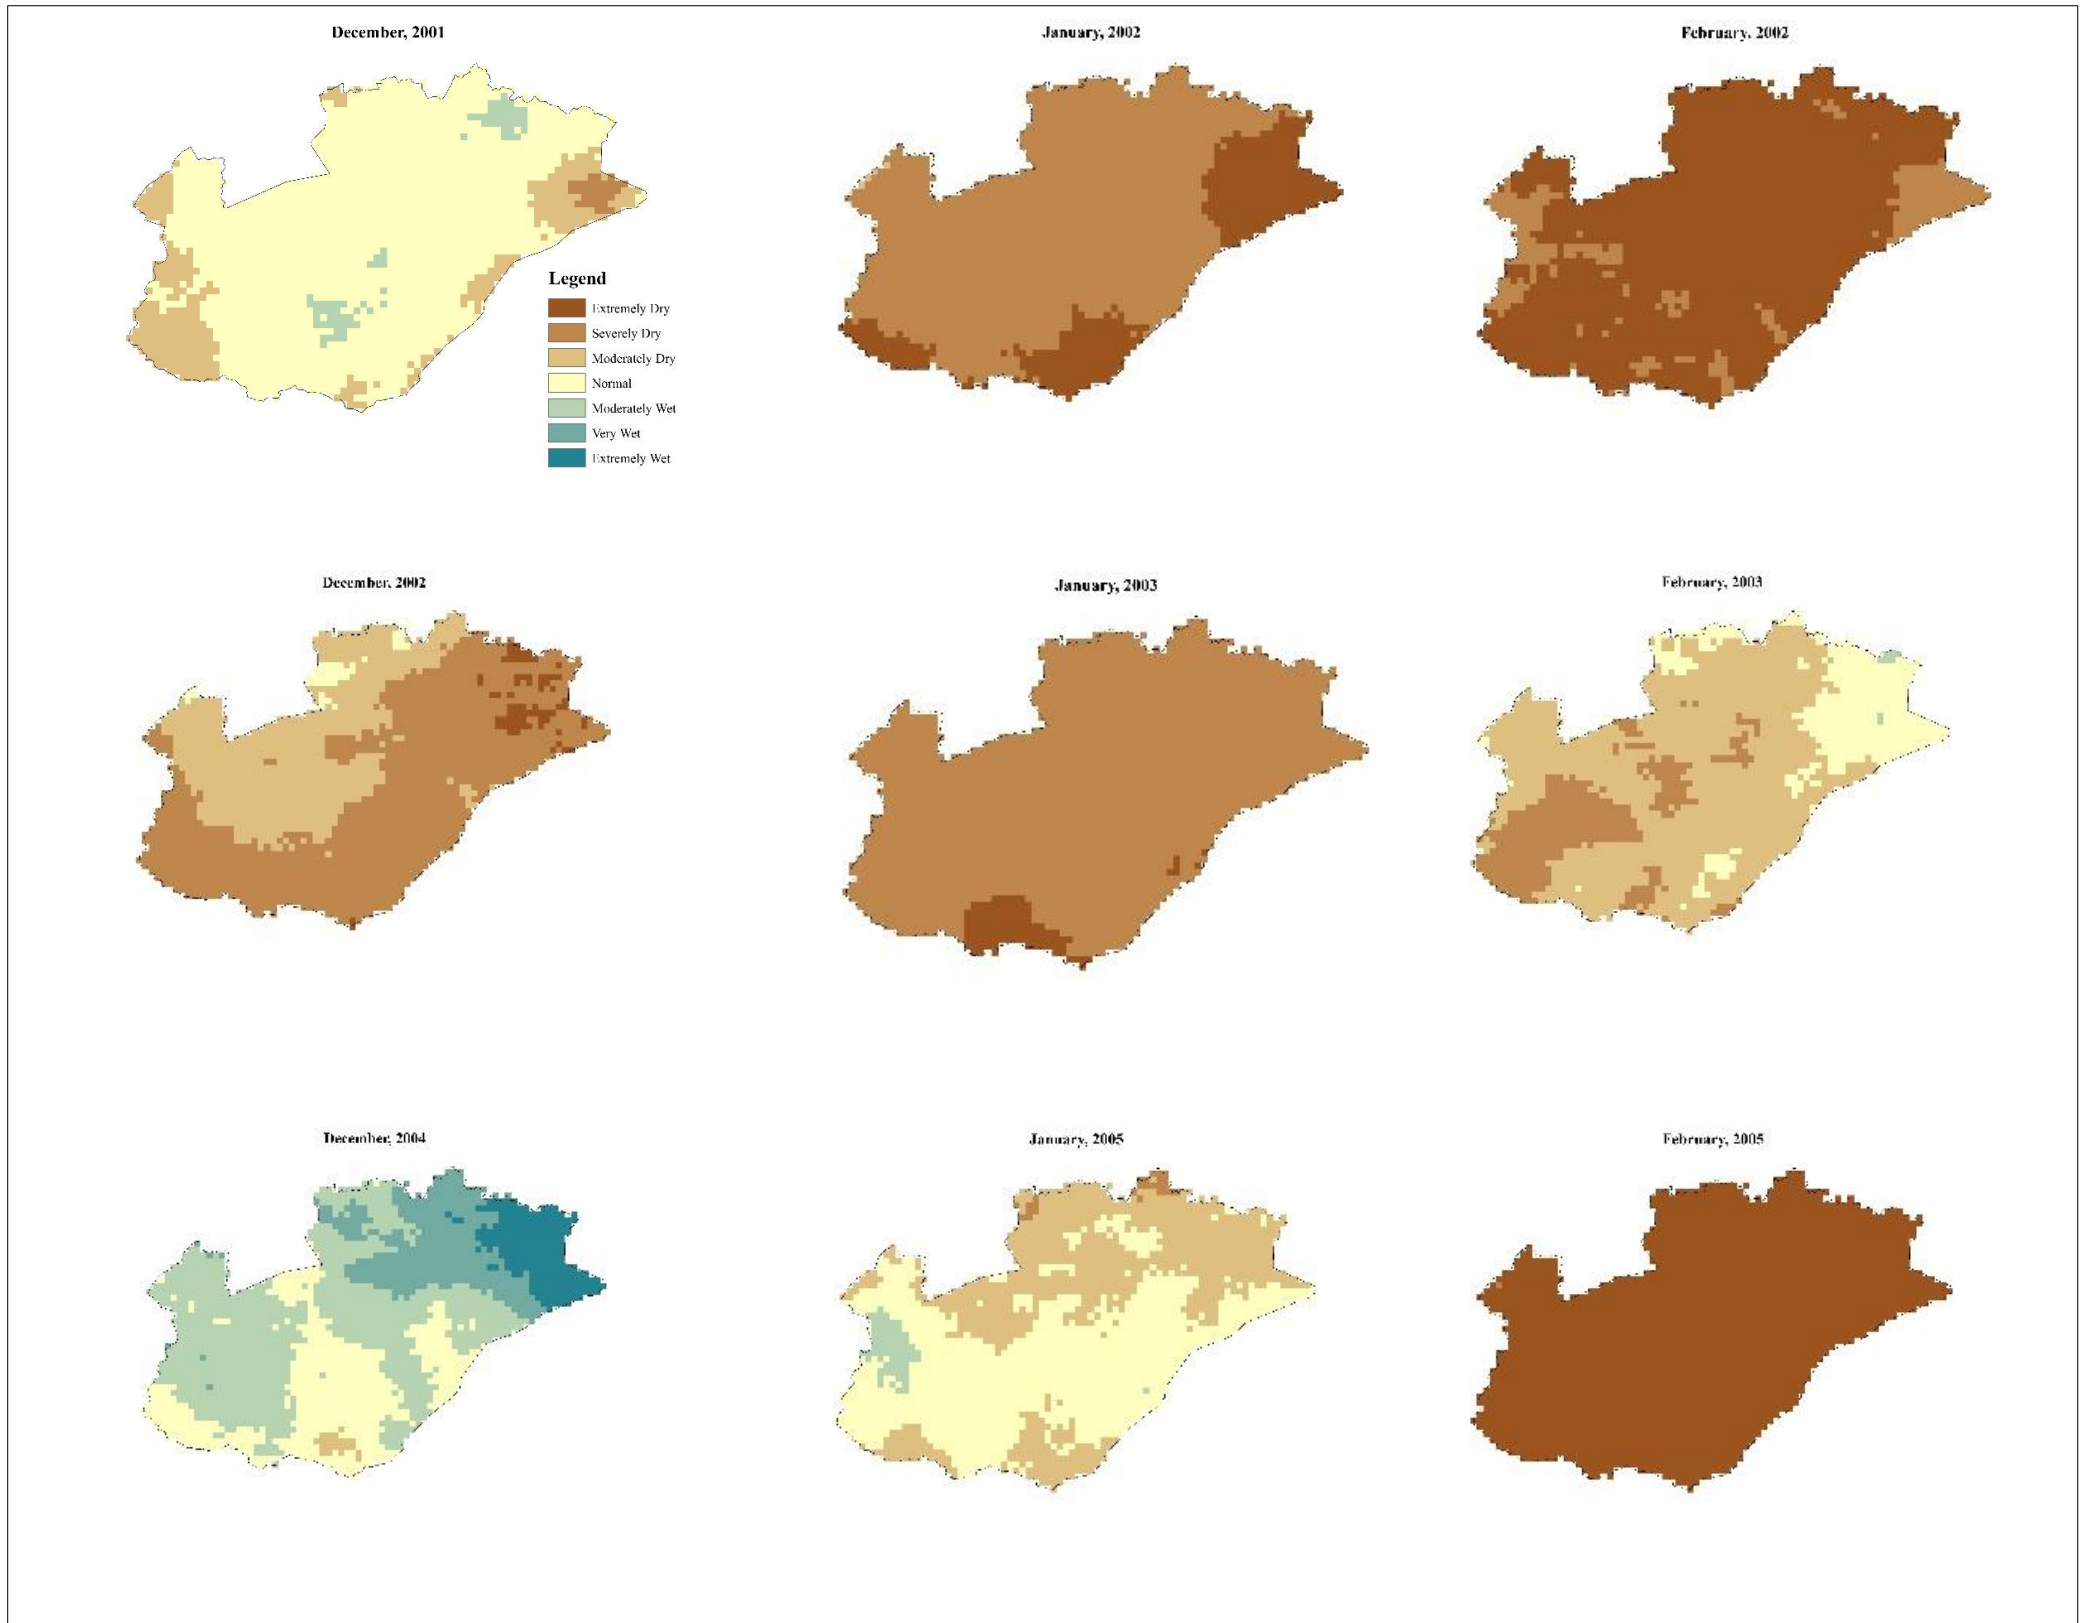 December, 2001
January, 2002
February, 2002
Legend
Extremely Dry
Severely Dry
Moderately Dry
Normal
Moderately Wet
Very Wet
Extremely Wet
December, 2002
January, 2003
February, 2003
December, 2004
January, 2005
February, 2005